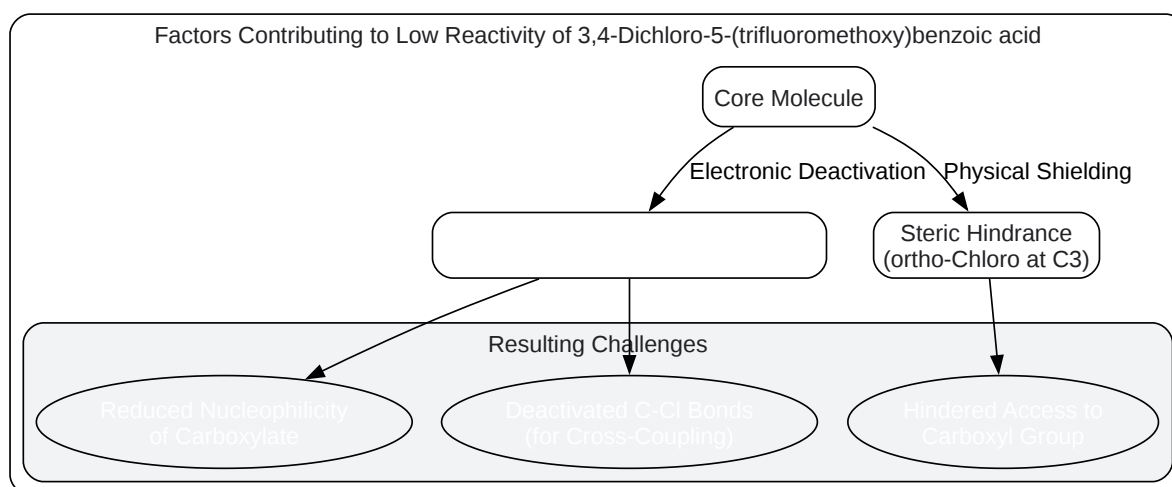 Factors Contributing to Low Reactivity of 3,4-Dichloro-5-(trifluoromethoxy)benzoic acid
Core Molecule
Electronic Deactivation
Physical Shielding
Steric Hindrance
(ortho-Chloro at C3)
Resulting Challenges
Reduced Nucleophilicity
of Carboxylate
Deactivated C-Cl Bonds
(for Cross-Coupling)
Hindered Access to
Carboxyl Group